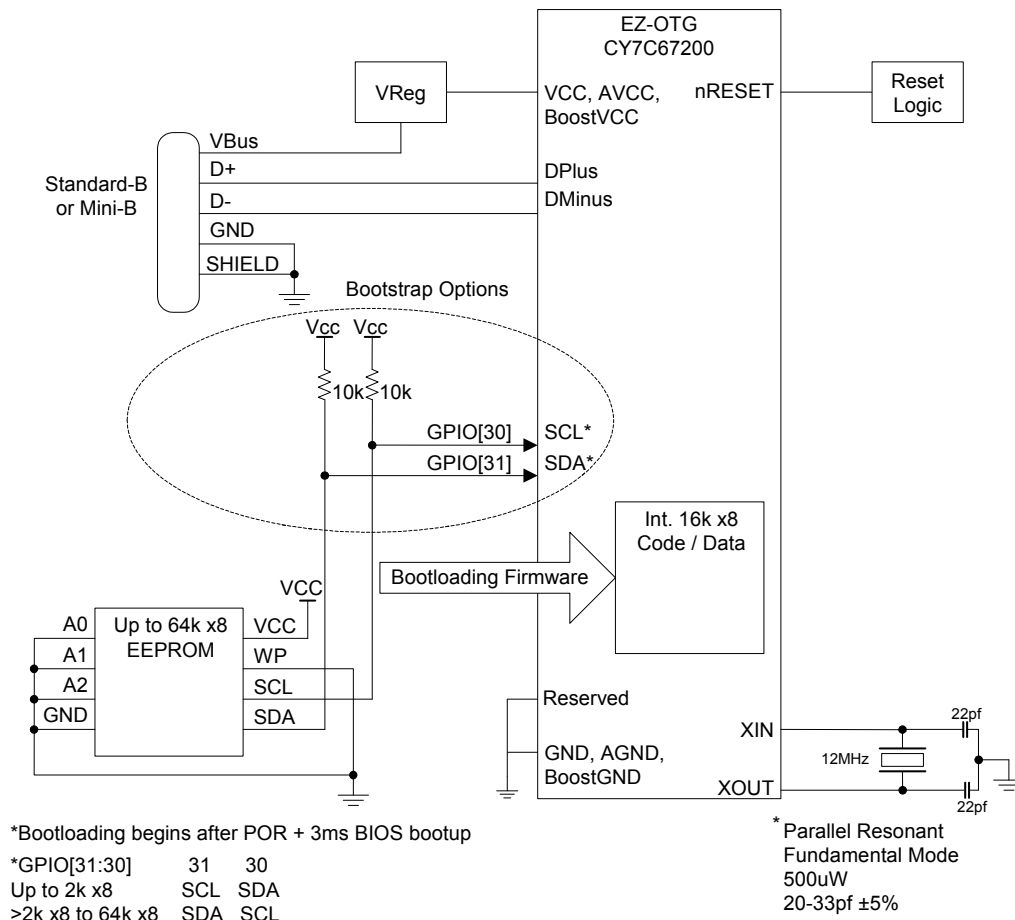 EZ-OTG
CY7C67200
VReg
VCC, AVCC,
BoostVCC
nRESET
Reset
Logic
VBus
D+
D-
GND
SHIELD
Standard-B
or Mini-B
DPlus
DMinus
Bootstrap Options
Vcc Vcc
10k 10k
GPIO[30] SCL*
GPIO[31] SDA*
Int. 16k x8
Code / Data
Bootloading Firmware
VCC
A0
A1
A2
GND
Up to 64k x8
EEPROM
VCC
WP
SCL
SDA
Reserved
GND, AGND,
BoostGND
XIN
XOUT
22pf
12MHz
22pf
*Bootloading begins after POR + 3ms BIOS bootup
*GPIO[31:30] 31 30
Up to 2k x8 SCL SDA
>2k x8 to 64k x8 SDA SCL
* Parallel Resonant
Fundamental Mode
500uW
20-33pf ±5%